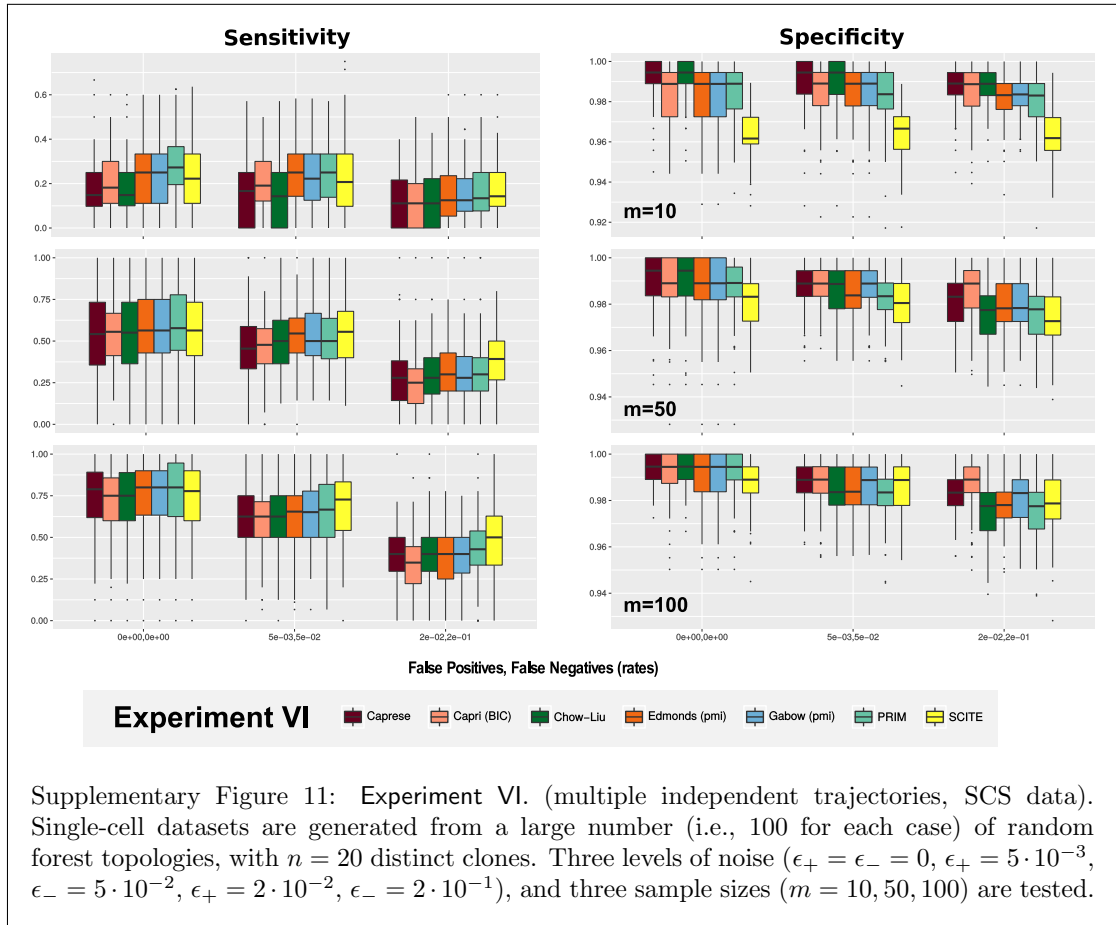 Sensitivity
Specificity
0.6
0.4
0.2
0.0
1.00
0.98
0.96
0.94
0.92
m=10
1.00
0.75
0.50
0.25
0.00
1.00
0.98
0.96
0.94
m=50
1.00
0.75
0.50
0.25
0.00
1.00
0.98
0.96
0.94
m=100
0e+00,0e+00 5e-03,5e-02 2e-02,2e-01
0e+00,0e+00 5e-03,5e-02 2e-02,2e-01
False Positives, False Negatives (rates)
Experiment VI Caprese Capri (BIC) Chow-Liu Edmonds (pmi) Gabow (pmi) PRIM SCITE
Supplementary Figure 11: Experiment VI. (multiple independent trajectories, SCS data).
Single-cell datasets are generated from a large number (i.e., 100 for each case) of random
forest topologies, with n = 20 distinct clones. Three levels of noise (ϵ₊ = ϵ₋ = 0, ϵ₊ = 5 · 10⁻³,
ϵ₋ = 5 · 10⁻², ϵ₊ = 2 · 10⁻², ϵ₋ = 2 · 10⁻¹), and three sample sizes (m = 10, 50, 100) are tested.